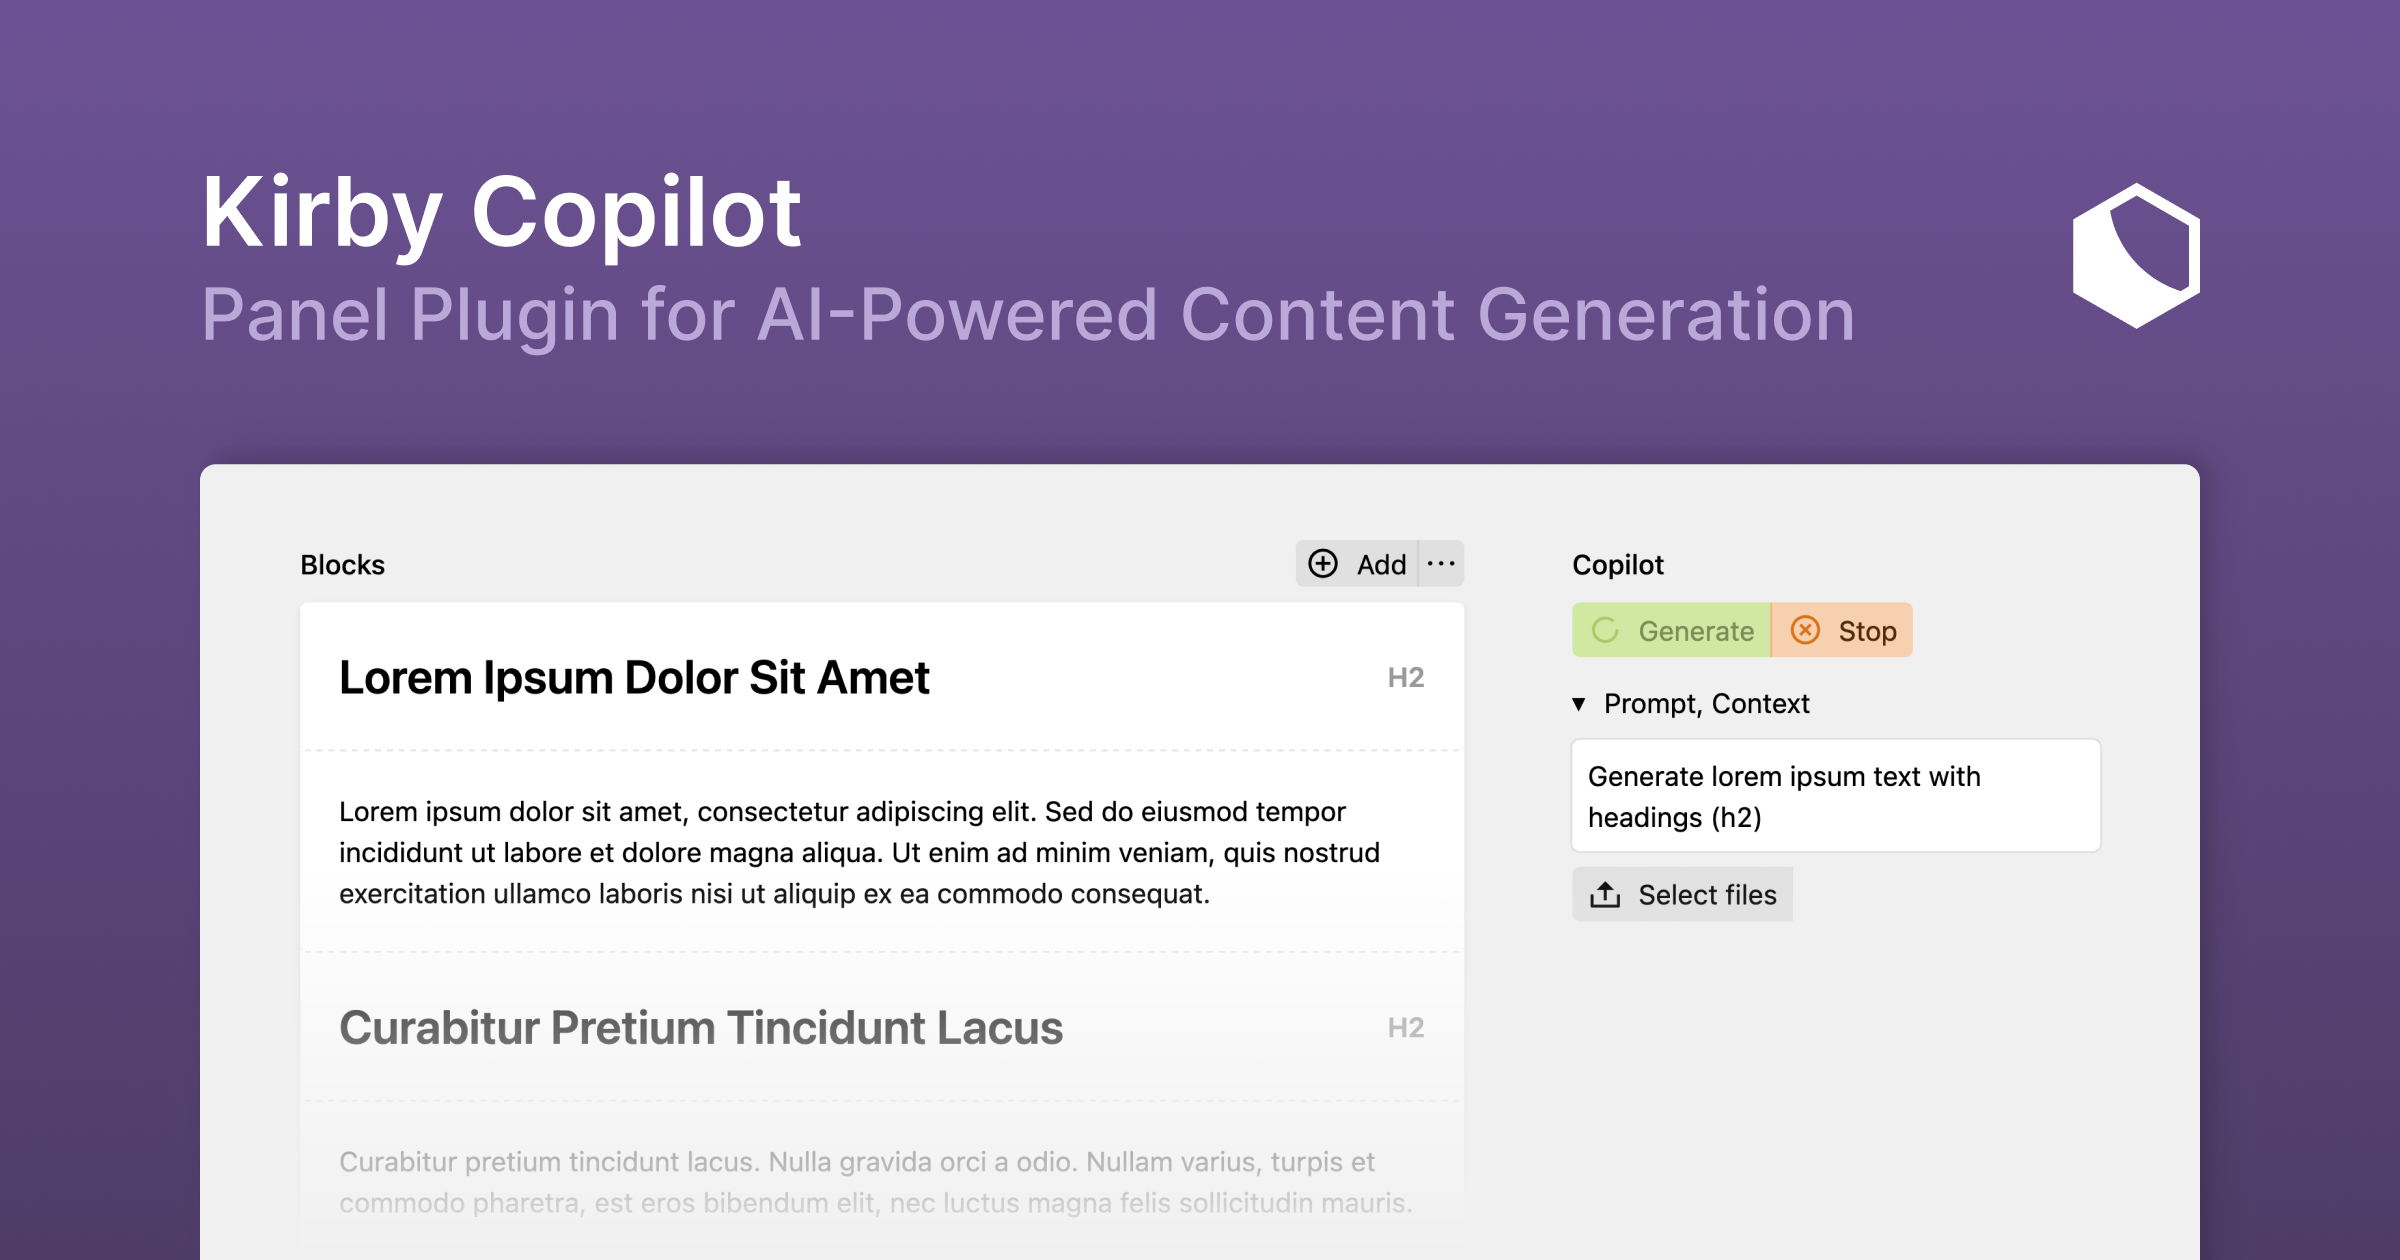 Kirby Copilot
Panel Plugin for AI-Powered Content Generation
Blocks
Add
Lorem Ipsum Dolor Sit Amet
H2
Lorem ipsum dolor sit amet, consectetur adipiscing elit. Sed do eiusmod tempor
incididunt ut labore et dolore magna aliqua. Ut enim ad minim veniam, quis nostrud
exercitation ullamco laboris nisi ut aliquip ex ea commodo consequat.
Curabitur Pretium Tincidunt Lacus
H2
Curabitur pretium tincidunt lacus. Nulla gravida orci a odio. Nullam varius, turpis et
commodo pharetra, est eros bibendum elit, nec luctus magna felis sollicitudin mauris.
Copilot
Generate
Stop
Prompt, Context
Generate lorem ipsum text with
headings (h2)
Select files